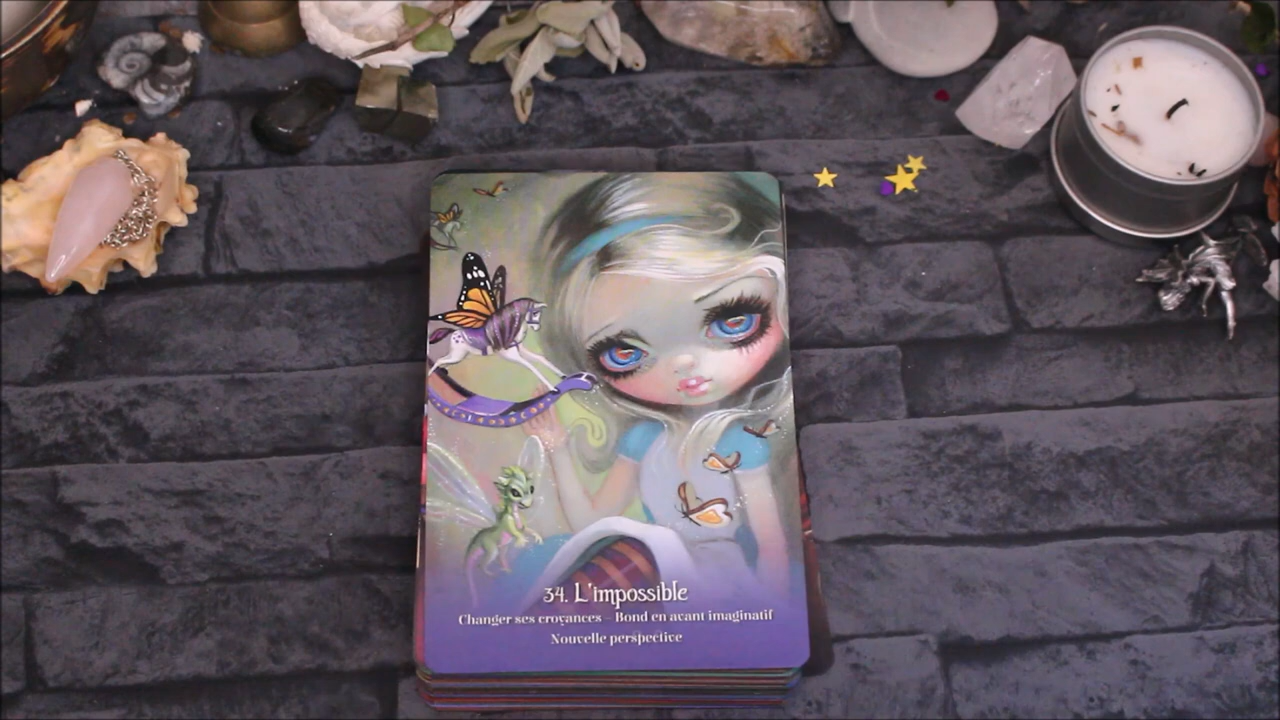 34. L'impossible
Changer ses croyances – Bond en avant imaginatif
Nouvelle perspective